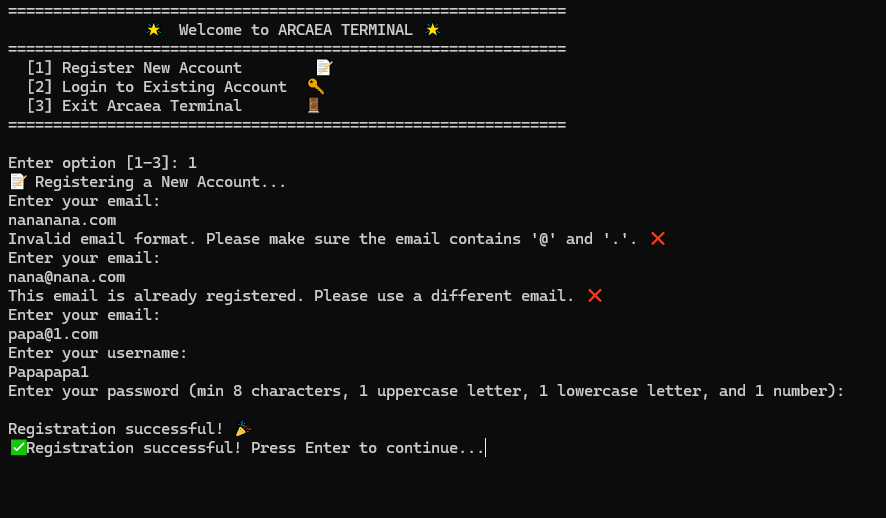 ==============================================================
🌟 Welcome to ARCAEA TERMINAL 🌟
==============================================================
[1] Register New Account 📝
[2] Login to Existing Account 🔑
[3] Exit Arcaea Terminal 🚪
==============================================================
Enter option [1-3]: 1
📝 Registering a New Account...
Enter your email:
nananana.com
Invalid email format. Please make sure the email contains '@' and '.'. ❌
Enter your email:
nana@nana.com
This email is already registered. Please use a different email. ❌
Enter your email:
papa@1.com
Enter your username:
Papapapa1
Enter your password (min 8 characters, 1 uppercase letter, 1 lowercase letter, and 1 number):
Registration successful! 🎉
✅Registration successful! Press Enter to continue...